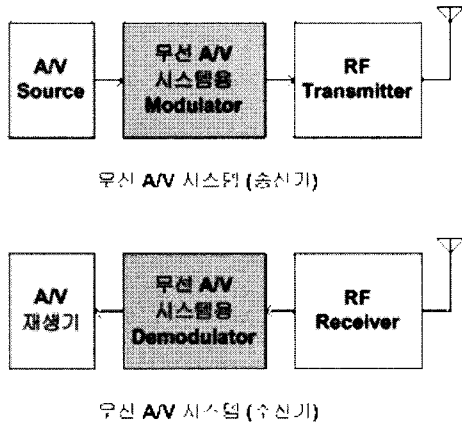 A/V
Source
무선 A/V
시스템용
Modulator
RF
Transmitter
무선 A/V 시스템 (송신기)
A/V
재생기
무선 A/V
시스템용
Demodulator
RF
Receiver
무선 A/V 시스템 (수신기)